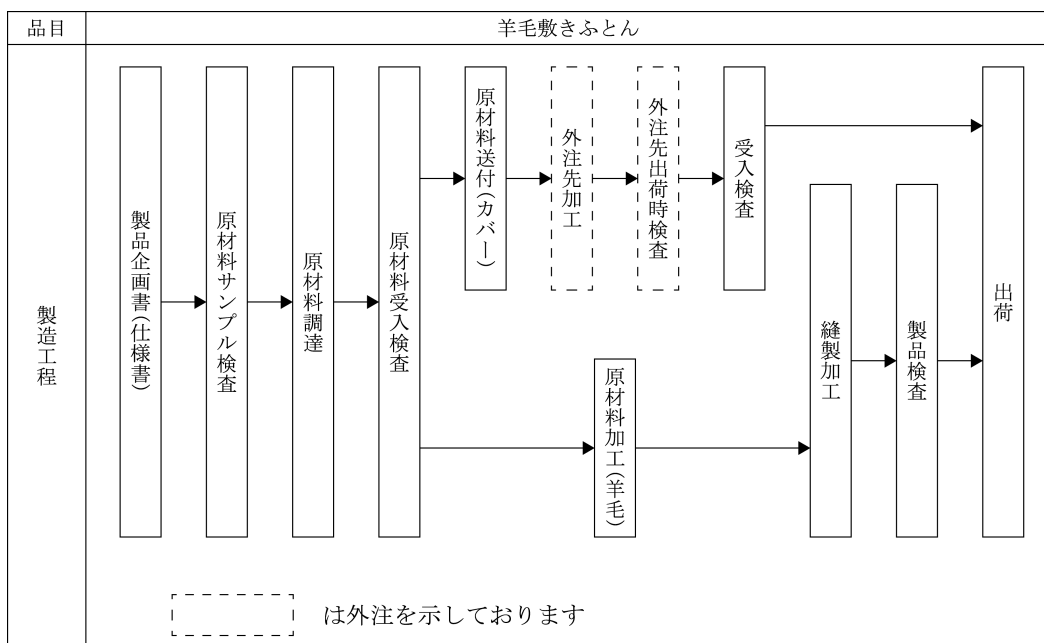 品目
羊毛敷きふとん
製造工程
製品企画書(仕様書)
原材料サンプル検査
原材料調達
原材料受入検査
原材料送付(カバー)
外注先加工
外注先出荷時検査
受入検査
原材料加工(羊毛)
縫製加工
製品検査
出荷
は外注を示しております